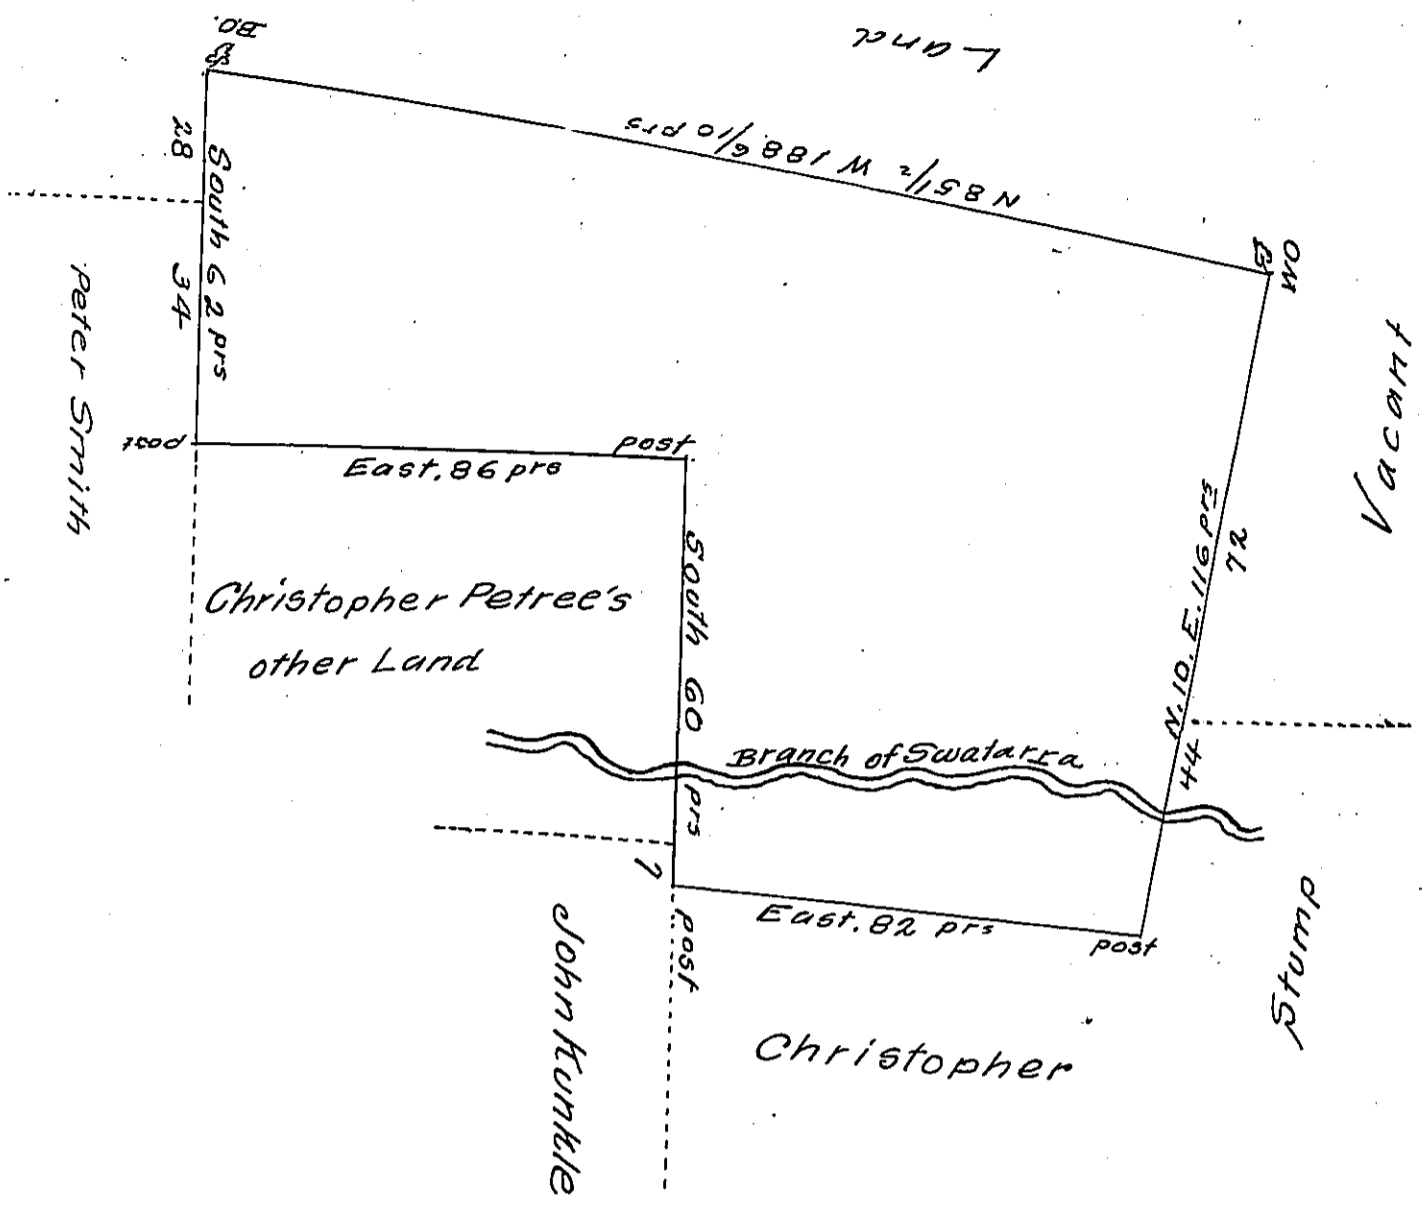 Land
BO.
N 85 1/2 W 188 6/10 prs
WO
Vacant
28
South 62 prs
34
Peter Smith
post
East. 86 prs
post
South 60 prs
N. 10. E. 116 prs
72
44
Christopher Petree's
other Land
Branch of Swatarra
7
post
East. 82 prs
post
John Kunkle
Christopher
Stump